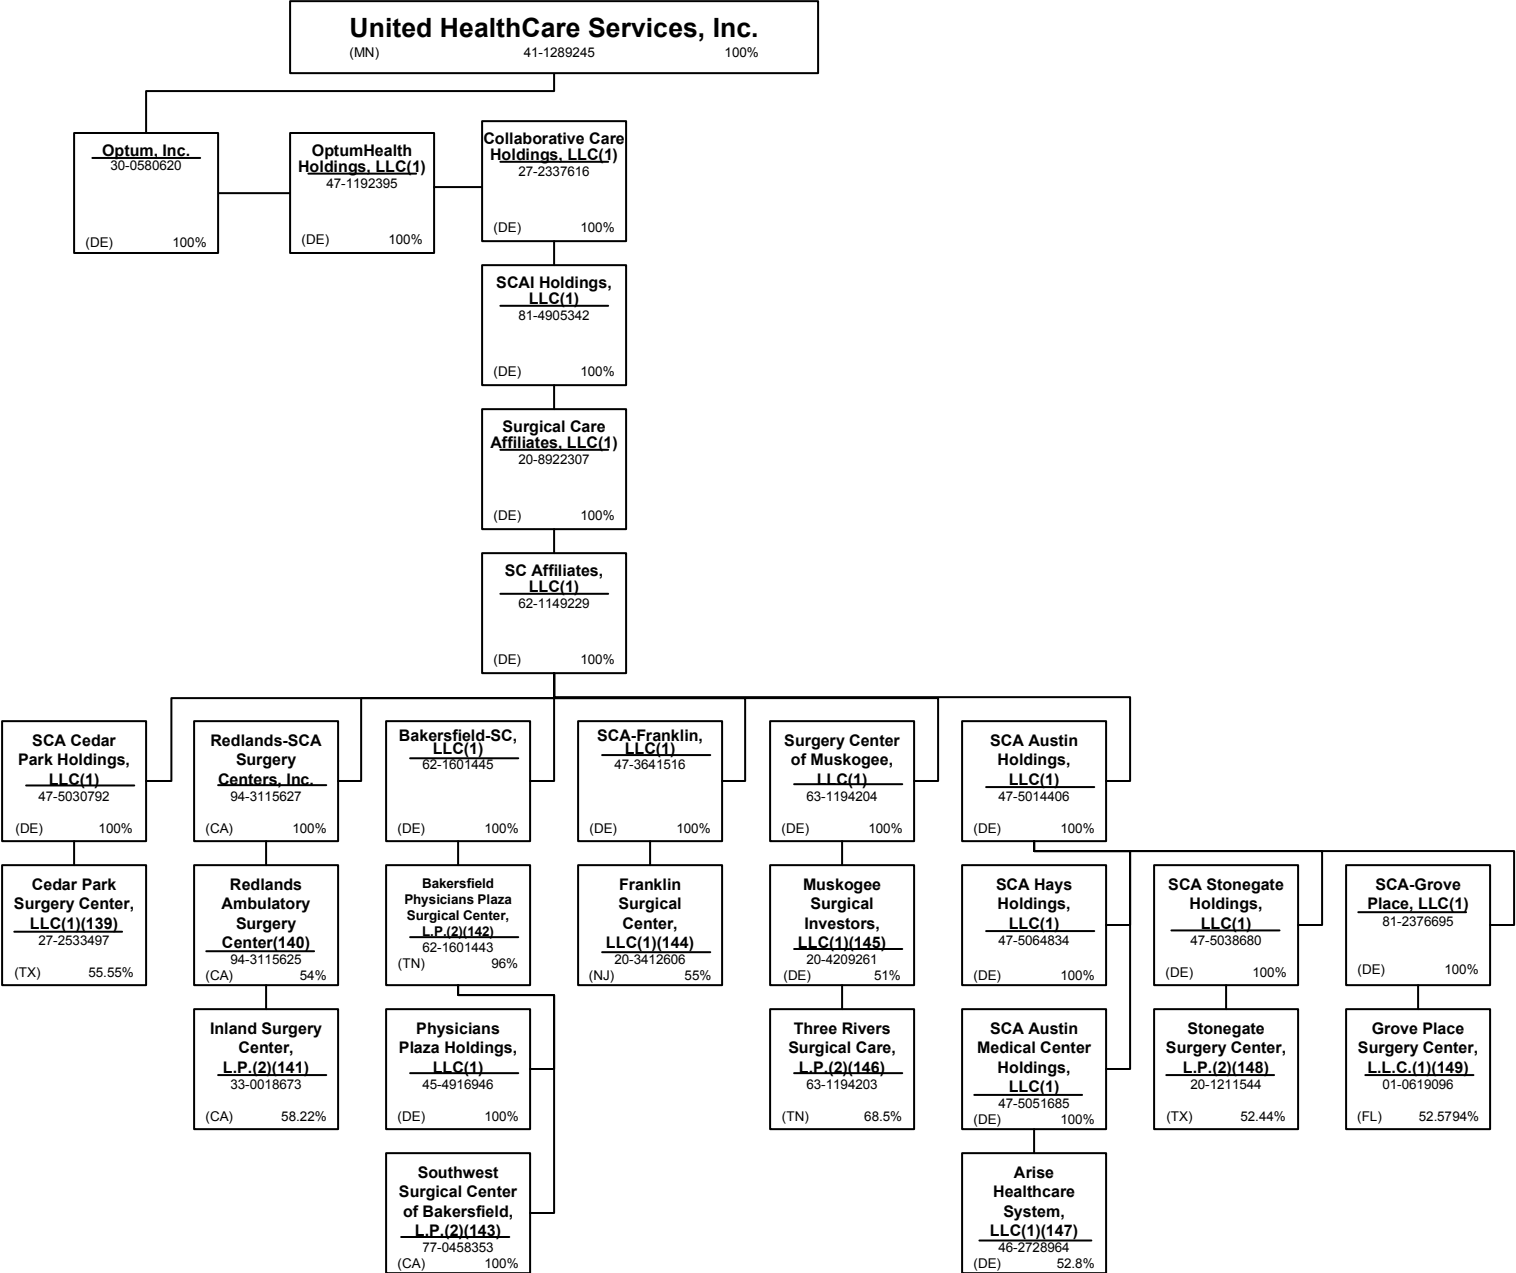 United HealthCare Services, Inc.
(MN) 41-1289245 100%
Optum, Inc.
30-0580620
(DE) 100%
OptumHealth
Holdings, LLC(1)
47-1192395
(DE) 100%
Collaborative Care
Holdings, LLC(1)
27-2337616
(DE) 100%
SCAI Holdings,
LLC(1)
81-4905342
(DE) 100%
Surgical Care
Affiliates, LLC(1)
20-8922307
(DE) 100%
SC Affiliates,
LLC(1)
62-1149229
(DE) 100%
SCA Cedar
Park Holdings,
LLC(1)
47-5030792
(DE) 100%
Redlands-SCA
Surgery
Centers, Inc.
94-3115627
(CA) 100%
Bakersfield-SC,
LLC(1)
62-1601445
(DE) 100%
SCA-Franklin,
LLC(1)
47-3641516
(DE) 100%
Surgery Center
of Muskogee,
LLC(1)
63-1194204
(DE) 100%
SCA Austin
Holdings,
LLC(1)
47-5014406
(DE) 100%
Cedar Park
Surgery Center,
LLC(1)(139)
27-2533497
(TX) 55.55%
Redlands
Ambulatory
Surgery
Center(140)
94-3115625
(CA) 54%
Bakersfield
Physicians Plaza
Surgical Center,
L.P.(2)(142)
62-1601443
(TN) 96%
Franklin
Surgical
Center,
LLC(1)(144)
20-3412606
(NJ) 55%
Muskogee
Surgical
Investors,
LLC(1)(145)
20-4209261
(DE) 51%
SCA Hays
Holdings,
LLC(1)
47-5064834
(DE) 100%
SCA Stonegate
Holdings,
LLC(1)
47-5038680
(DE) 100%
SCA-Grove
Place, LLC(1)
81-2376695
(DE) 100%
Inland Surgery
Center,
L.P.(2)(141)
33-0018673
(CA) 58.22%
Physicians
Plaza Holdings,
LLC(1)
45-4916946
(DE) 100%
Three Rivers
Surgical Care,
L.P.(2)(146)
63-1194203
(TN) 68.5%
SCA Austin
Medical Center
Holdings,
LLC(1)
47-5051685
(DE) 100%
Stonegate
Surgery Center,
L.P.(2)(148)
20-1211544
(TX) 52.44%
Grove Place
Surgery Center,
L.L.C.(1)(149)
01-0619096
(FL) 52.5794%
Southwest
Surgical Center
of Bakersfield,
L.P.(2)(143)
77-0458353
(CA) 100%
Arise
Healthcare
System,
LLC(1)(147)
46-2728964
(DE) 52.8%